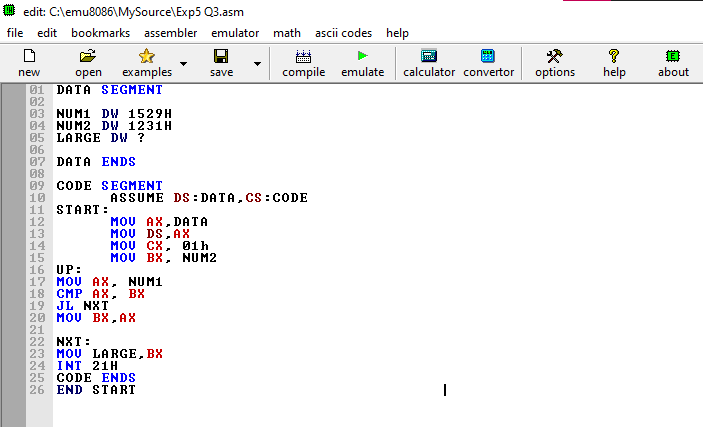 edit: C:\emu8086\MySource\Exp5 Q3.asm
file edit bookmarks assembler emulator math ascii codes help
new open examples save compile emulate calculator convertor options help about
01 DATA SEGMENT
02
03 NUM1 DW 1529H
04 NUM2 DW 1231H
05 LARGE DW ?
06
07 DATA ENDS
08
09 CODE SEGMENT
10 ASSUME DS:DATA,CS:CODE
11 START:
12 MOV AX,DATA
13 MOV DS,AX
14 MOV CX, 01h
15 MOV BX, NUM2
16 UP:
17 MOV AX, NUM1
18 CMP AX, BX
19 JL NXT
20 MOV BX,AX
21
22 NXT:
23 MOV LARGE,BX
24 INT 21H
25 CODE ENDS
26 END START